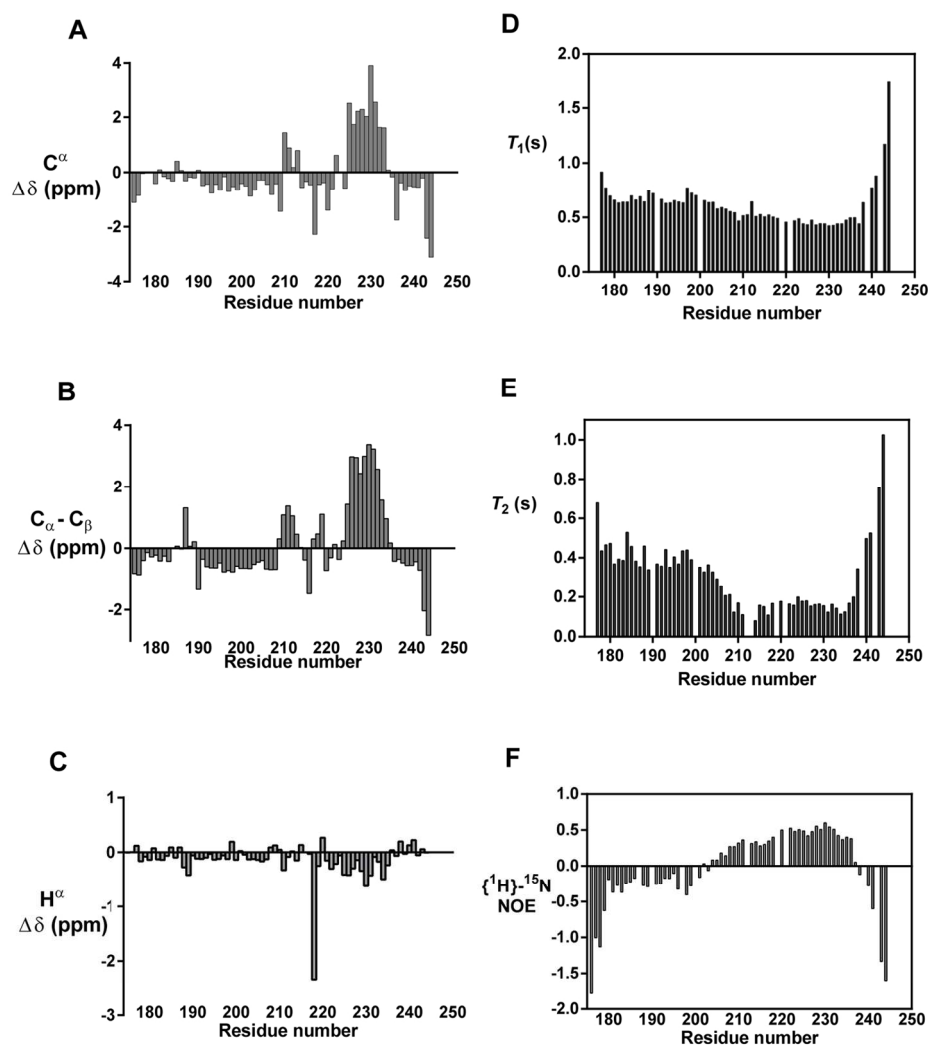 A
4
2
0
-2
-4
Cα
Δδ (ppm)
180 190 200 210 220 230 240 250
Residue number
B
4
2
0
-2
Cα - Cβ
Δδ (ppm)
180 190 200 210 220 230 240 250
Residue number
C
1
0
-1
-2
-3
Hα
Δδ (ppm)
180 190 200 210 220 230 240 250
Residue number
D
2.0
1.5
1.0
0.5
0.0
T1(s)
180 190 200 210 220 230 240 250
Residue number
E
1.0
0.8
0.6
0.4
0.2
0.0
T2 (s)
180 190 200 210 220 230 240 250
Residue number
F
1.0
0.5
0.0
-0.5
-1.0
-1.5
-2.0
{1H}-15N
NOE
180 190 200 210 220 230 240 250
Residue number